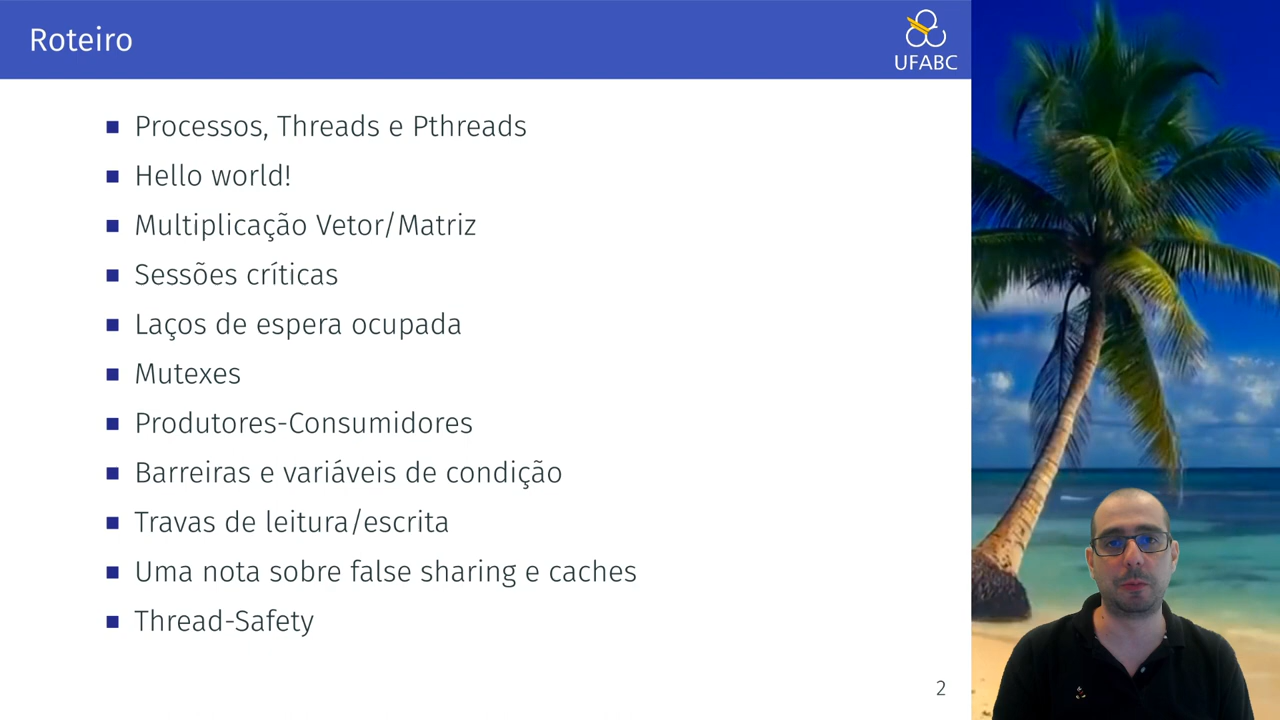 Roteiro
UFABC
Processos, Threads e Pthreads
Hello world!
Multiplicação Vetor/Matriz
Sessões críticas
Laços de espera ocupada
Mutexes
Produtores-Consumidores
Barreiras e variáveis de condição
Travas de leitura/escrita
Uma nota sobre false sharing e caches
Thread-Safety
2